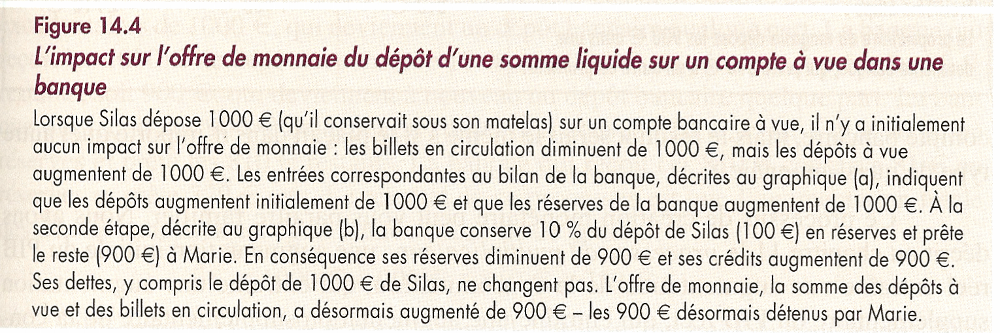 Figure 14.4
L'impact sur l'offre de monnaie du dépôt d'une somme liquide sur un compte à vue dans une
banque
Lorsque Silas dépose 1000 € (qu'il conservait sous son matelas) sur un compte bancaire à vue, il n'y a initialement
aucun impact sur l'offre de monnaie : les billets en circulation diminuent de 1000 €, mais les dépôts à vue
augmentent de 1000 €. Les entrées correspondantes au bilan de la banque, décrites au graphique (a), indiquent
que les dépôts augmentent initialement de 1000 € et que les réserves de la banque augmentent de 1000 €. À la
seconde étape, décrite au graphique (b), la banque conserve 10 % du dépôt de Silas (100 €) en réserves et prête
le reste (900 €) à Marie. En conséquence ses réserves diminuent de 900 € et ses crédits augmentent de 900 €.
Ses dettes, y compris le dépôt de 1000 € de Silas, ne changent pas. L'offre de monnaie, la somme des dépôts à
vue et des billets en circulation, a désormais augmenté de 900 € – les 900 € désormais détenus par Marie.